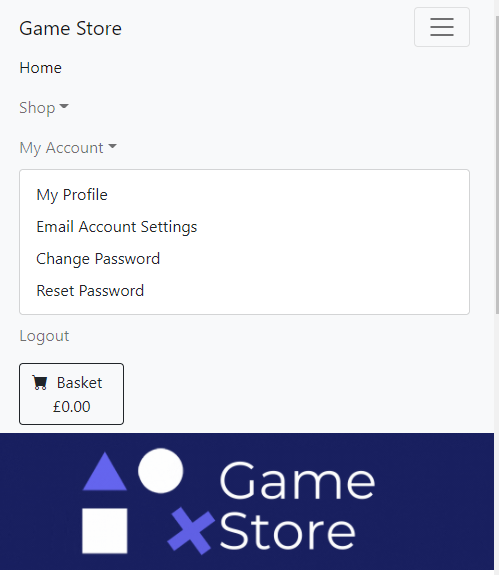 Game Store
Home
Shop
My Account
My Profile
Email Account Settings
Change Password
Reset Password
Logout
Basket
£0.00
Game
Store